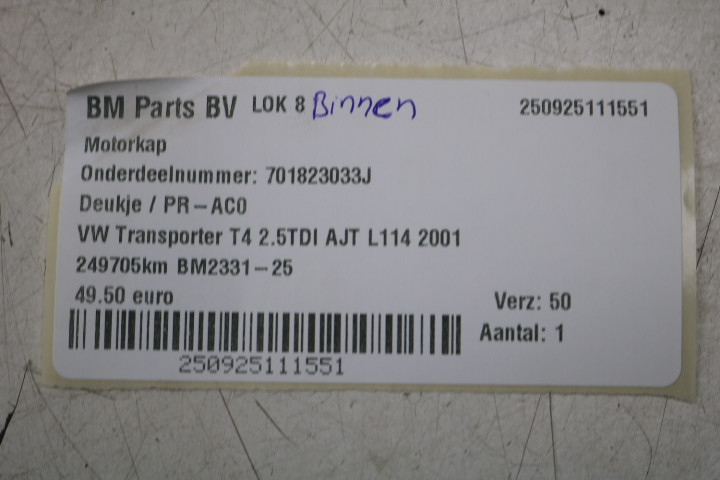 BM Parts BV LOK 8 Binnen 250925111551
Motorkap
Onderdeelnummer: 701823033J
Deukje / PR-AC0
VW Transporter T4 2.5TDI AJT L114 2001
249705km BM2331-25
49.50 euro Verz: 50
Aantal: 1
250925111551